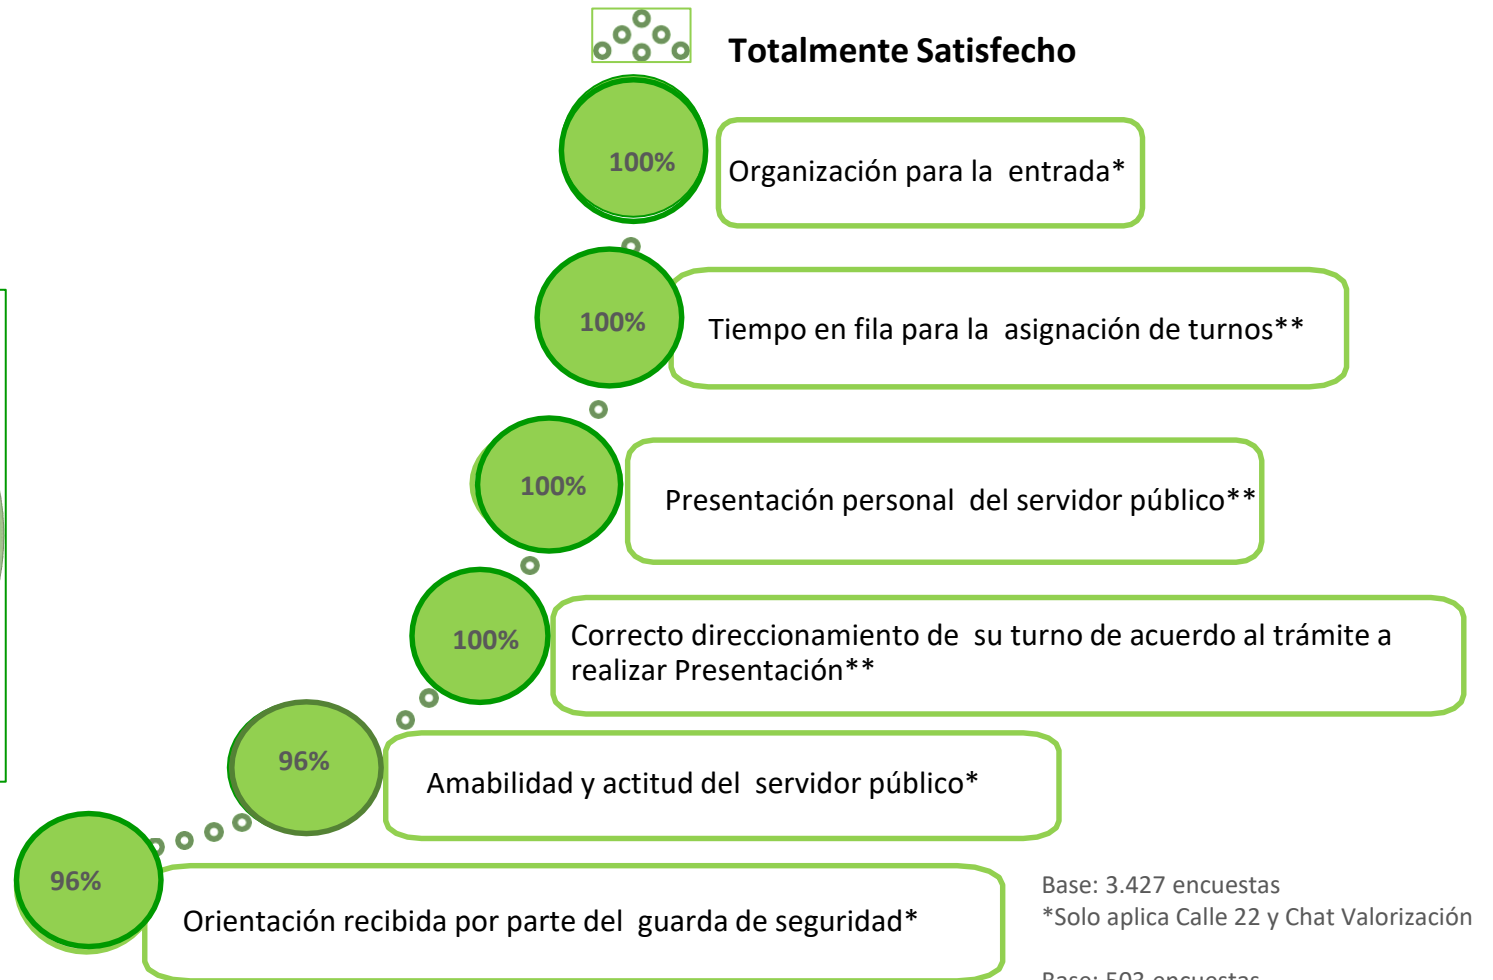 Totalmente Satisfecho
100%
Organización para la entrada*
100%
Tiempo en fila para la asignación de turnos**
100%
Presentación personal del servidor público**
100%
Correcto direccionamiento de su turno de acuerdo al trámite a
realizar Presentación**
96%
Amabilidad y actitud del servidor público*
96%
Orientación recibida por parte del guarda de seguridad*
Base: 3.427 encuestas
*Solo aplica Calle 22 y Chat Valorización
Base: 503 encuestas